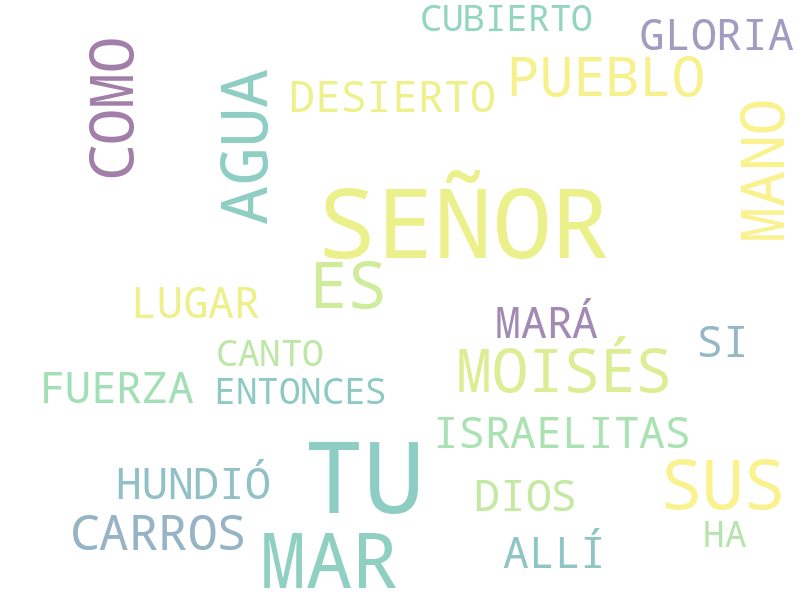 CUBIERTO
GLORIA
COMO
AGUA
DESIERTO
PUEBLO
MANO
SEÑOR
ES
LUGAR
MARÁ
SI
CANTO
MOISÉS
FUERZA
ENTONCES
ISRAELITAS
TU
HUNDIÓ
DIOS
SUS
CARROS
MAR
ALLÍ
HA